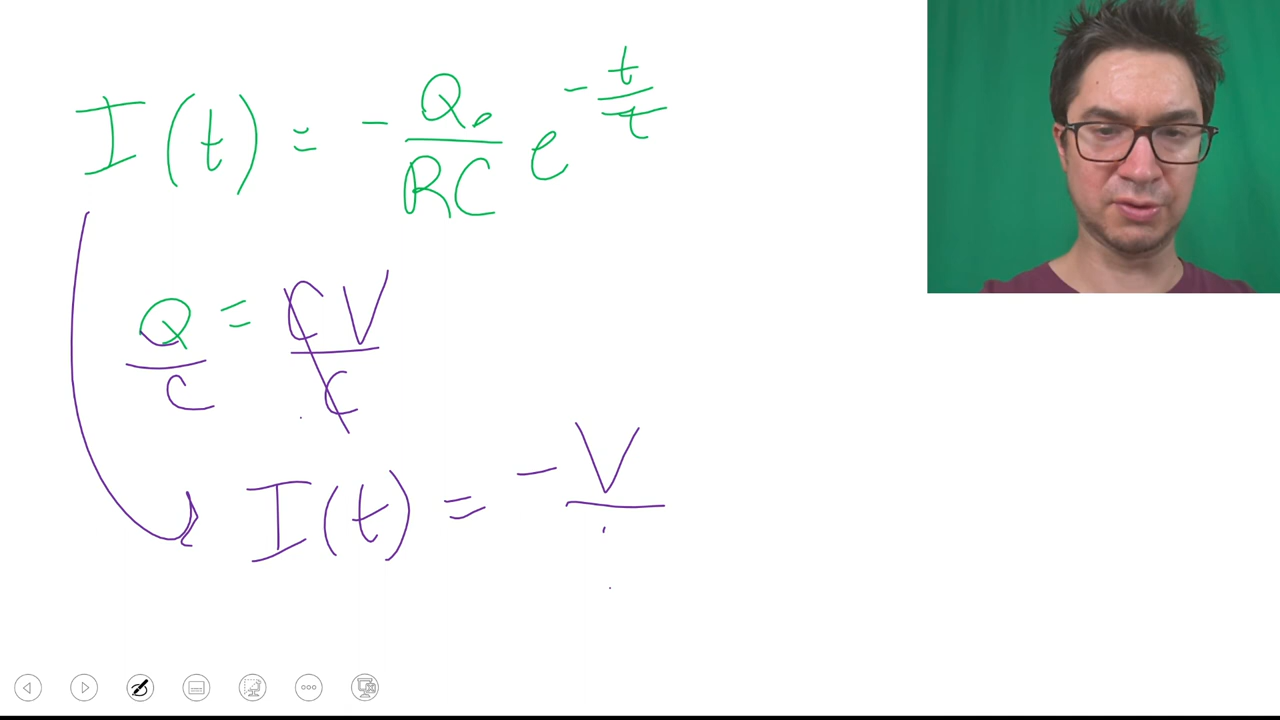 I(t) = - Q₀/RC e^(-t/τ)
Q/C = CV/C
I(t) = - V/